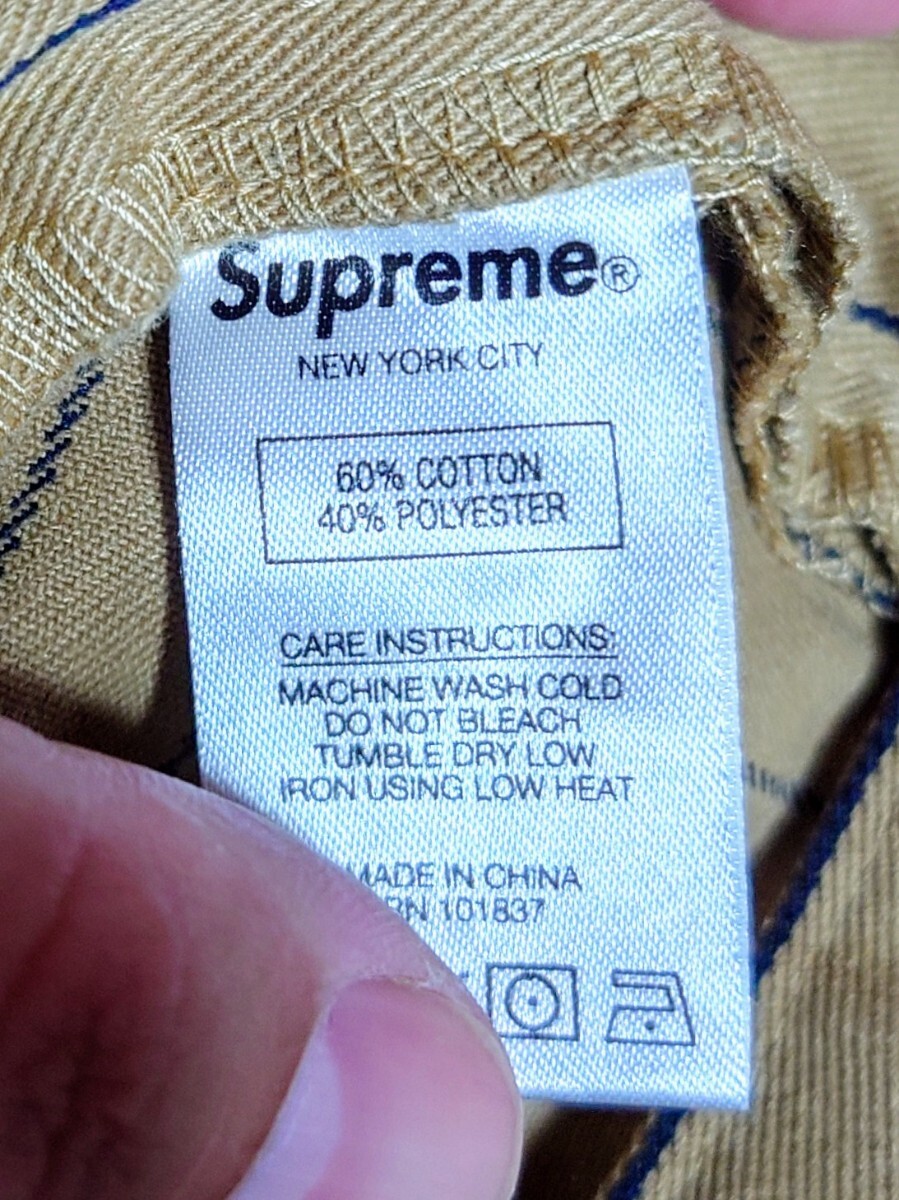 Supreme®
NEW YORK CITY
60% COTTON
40% POLYESTER
CARE INSTRUCTIONS:
MACHINE WASH COLD
DO NOT BLEACH
TUMBLE DRY LOW
IRON USING LOW HEAT
MADE IN CHINA
RN 101837